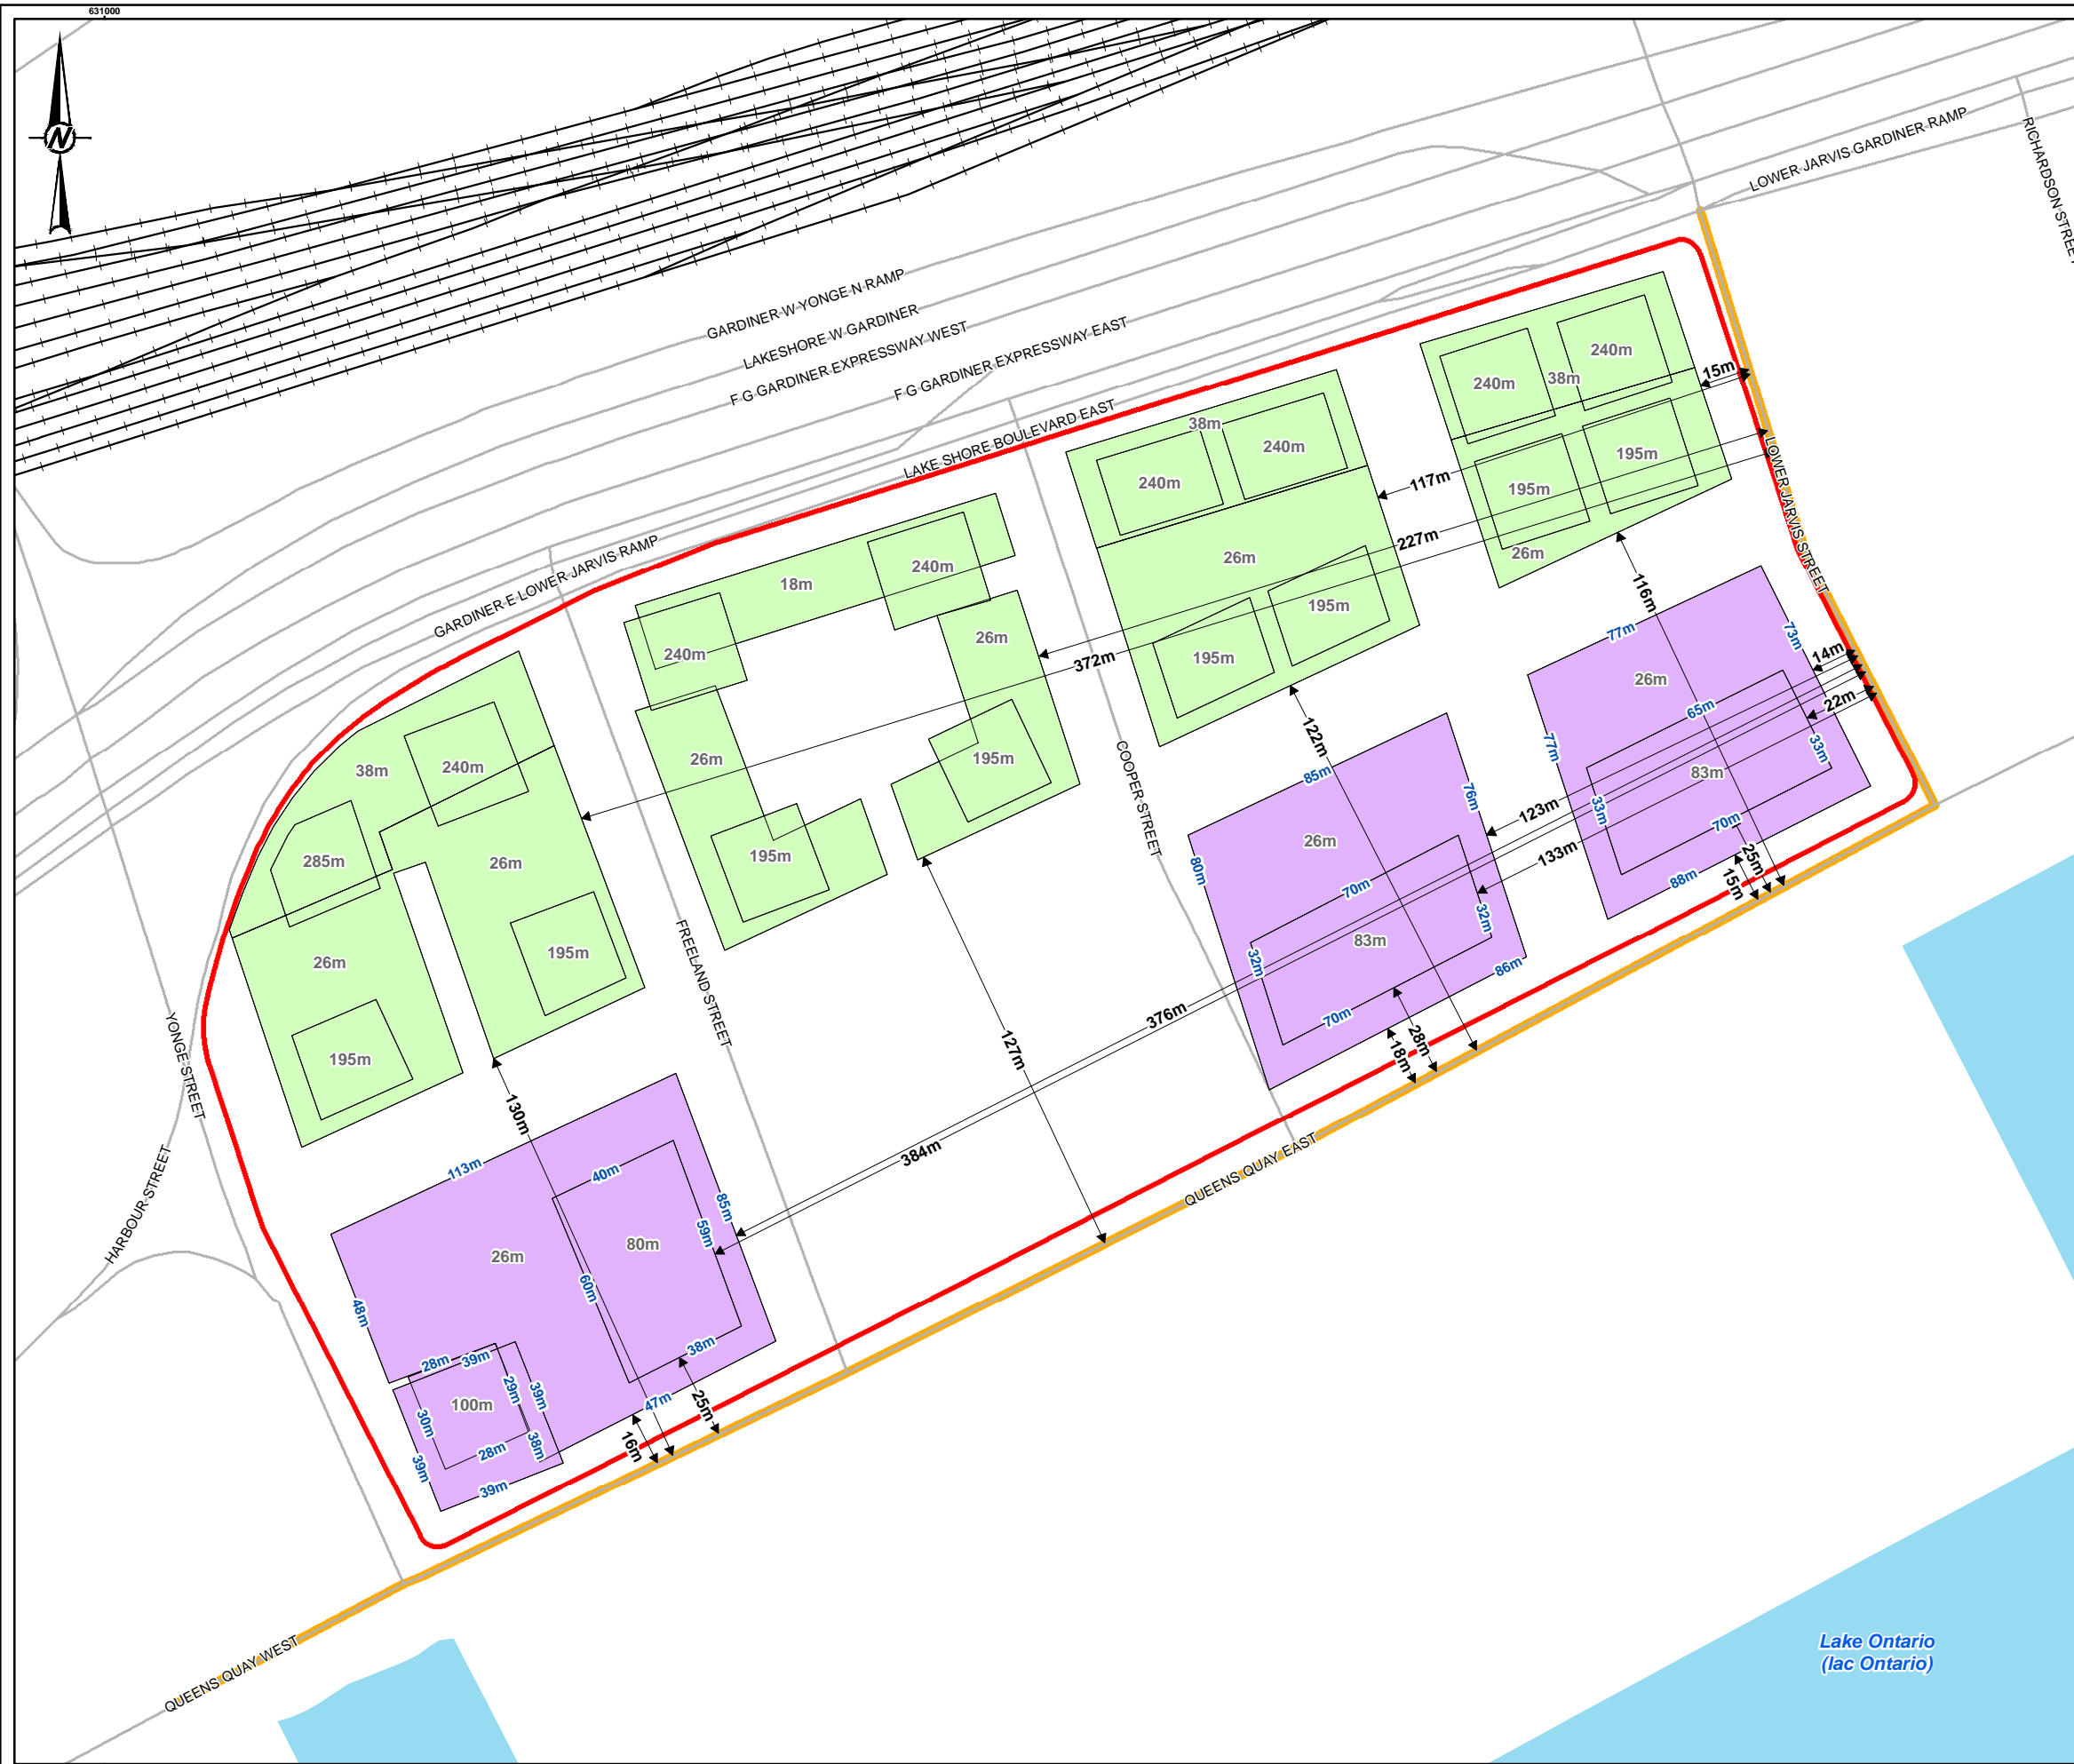 631000
N
GARDINER W YONGE N RAMP
LAKESHORE W GARDINER
F G GARDINER EXPRESSWAY WEST
F G GARDINER EXPRESSWAY EAST
LAKE SHORE BOULEVARD EAST
LOWER JARVIS GARDINER RAMP
RICHARDSON STREET
GARDINER E LOWER JARVIS RAMP
LOWER JARVIS STREET
240m
38m
240m
15m
195m
195m
26m
38m
240m
240m
117m
26m
227m
195m
195m
372m
18m
240m
240m
26m
26m
195m
195m
38m
240m
285m
26m
26m
195m
195m
116m
122m
127m
130m
COOPER STREET
FREELAND STREET
YONGE STREET
HARBOUR STREET
77m
73m
26m
14m
77m
65m
22m
33m
83m
33m
70m
88m
25m
15m
123m
133m
85m
76m
26m
80m
70m
32m
83m
32m
70m
86m
28m
18m
376m
384m
113m
40m
85m
59m
26m
80m
60m
48m
38m
28m
39m
29m
39m
100m
30m
28m
38m
39m
39m
47m
25m
16m
QUEENS QUAY EAST
QUEENS QUAY WEST
Lake Ontario
(lac Ontario)